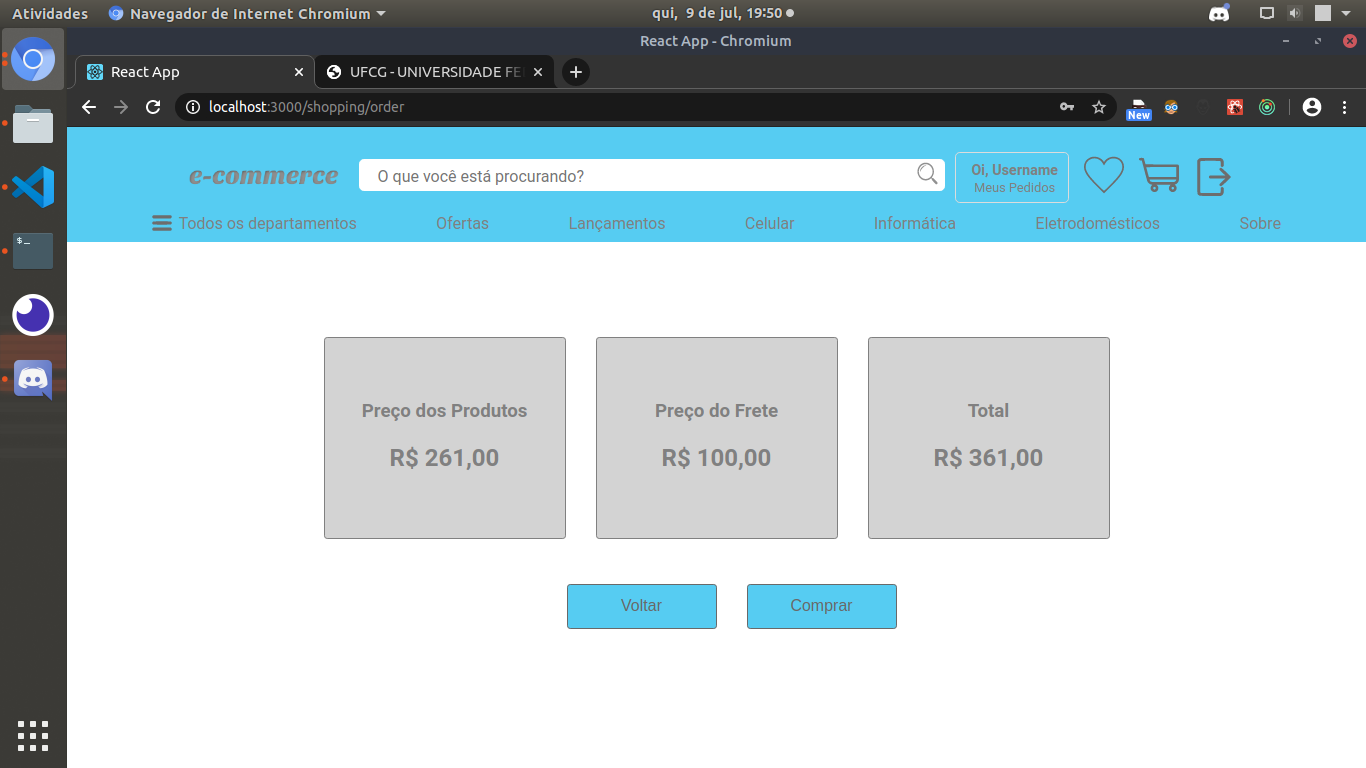 Atividades Navegador de Internet Chromium qui, 9 de jul, 19:50
React App - Chromium
React App UFCG - UNIVERSIDADE FE
localhost:3000/shopping/order New
e-commerce O que você está procurando? Oi, Username
Meus Pedidos
Todos os departamentos Ofertas Lançamentos Celular Informática Eletrodomésticos Sobre
Preço dos Produtos Preço do Frete Total
R$ 261,00 R$ 100,00 R$ 361,00
Voltar Comprar